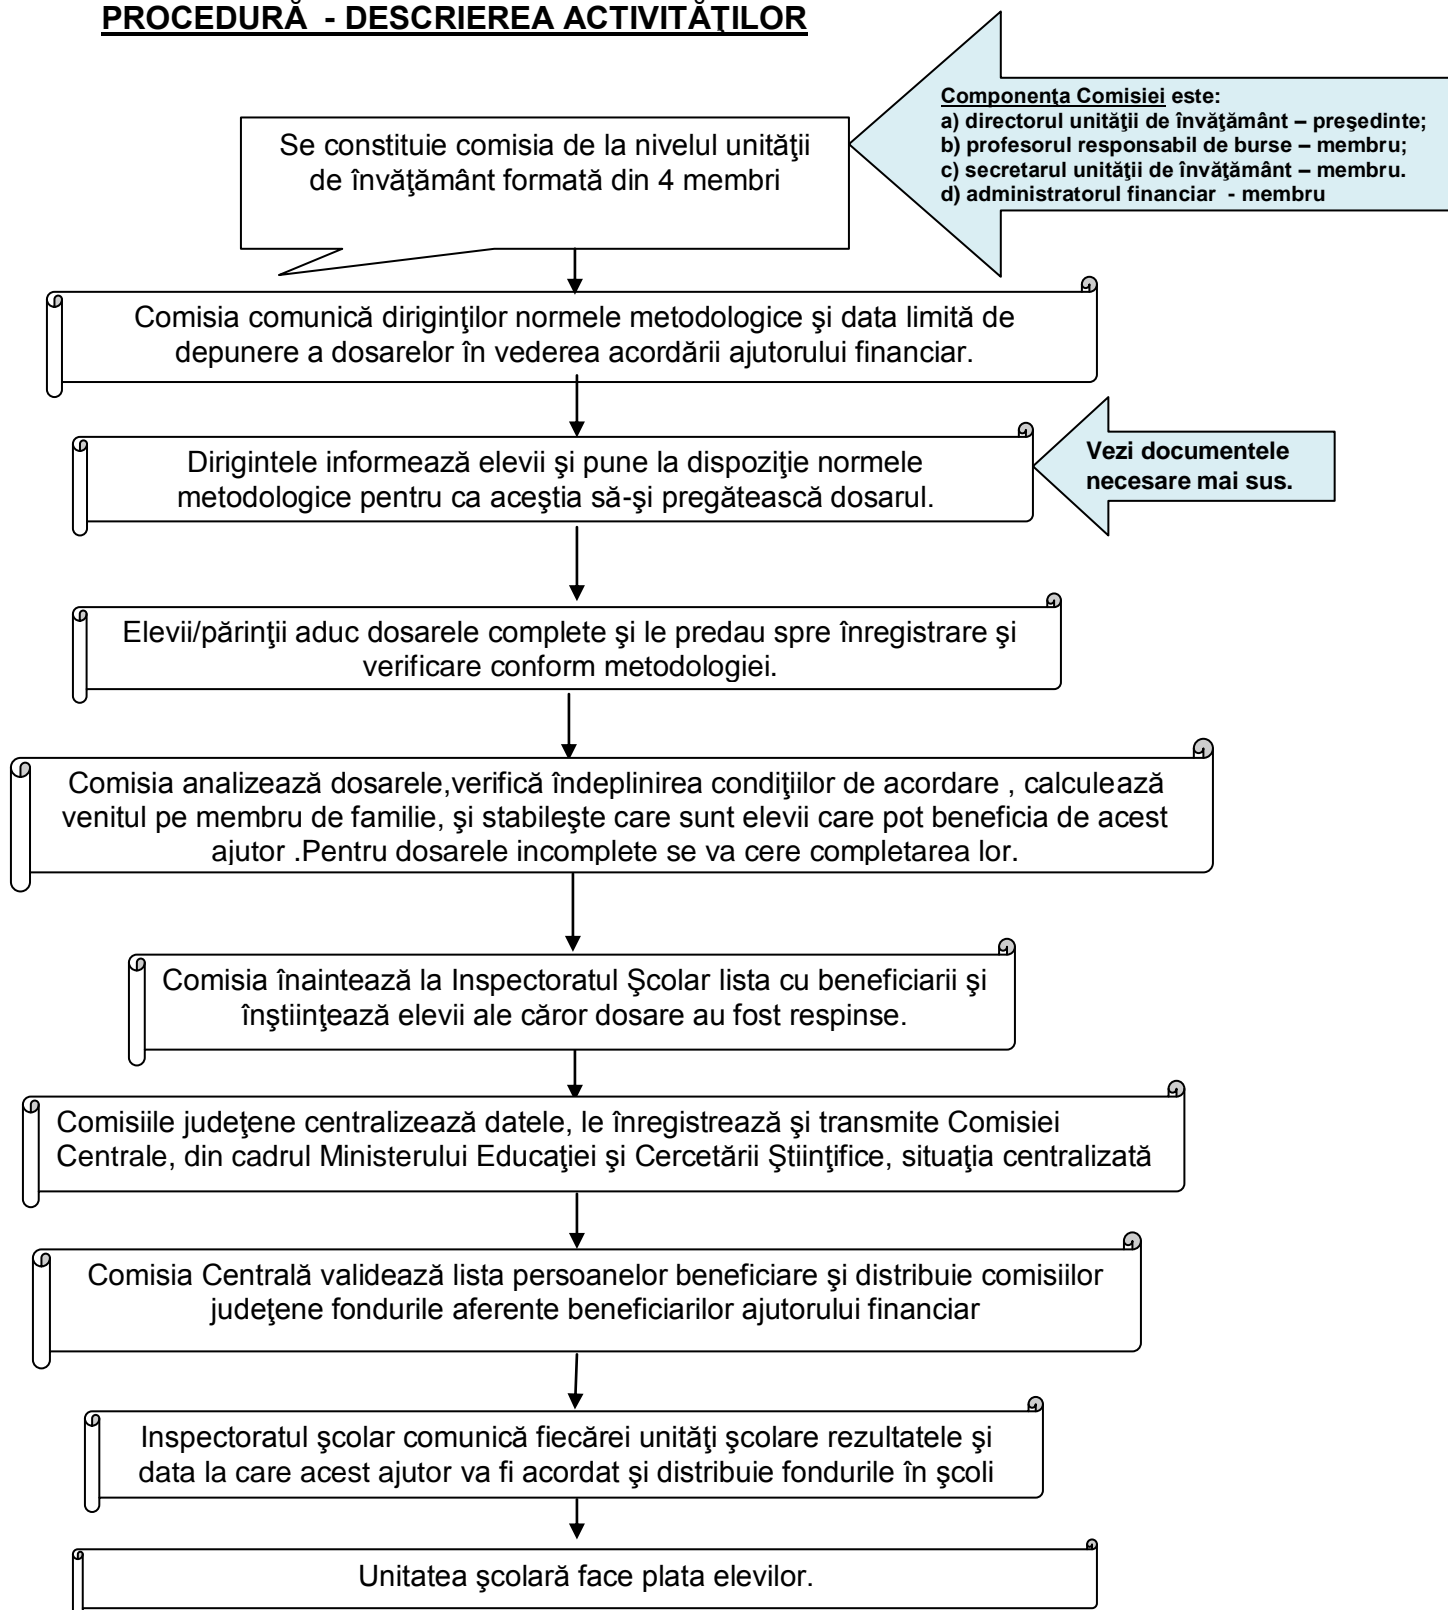 PROCEDURĂ - DESCRIEREA ACTIVITĂŢILOR
Componenţa Comisiei este:
a) directorul unităţii de învăţământ – preşedinte;
b) profesorul responsabil de burse – membru;
c) secretarul unităţii de învăţământ – membru.
d) administratorul financiar - membru
Se constituie comisia de la nivelul unităţii
de învăţământ formată din 4 membri
Comisia comunică diriginţilor normele metodologice şi data limită de
depunere a dosarelor în vederea acordării ajutorului financiar.
Dirigintele informează elevii şi pune la dispoziţie normele
metodologice pentru ca aceştia să-şi pregătească dosarul.
Vezi documentele
necesare mai sus.
Elevii/părinţii aduc dosarele complete şi le predau spre înregistrare şi
verificare conform metodologiei.
Comisia analizează dosarele,verifică îndeplinirea condiţiilor de acordare , calculează
venitul pe membru de familie, şi stabileşte care sunt elevii care pot beneficia de acest
ajutor .Pentru dosarele incomplete se va cere completarea lor.
Comisia înaintează la Inspectoratul Şcolar lista cu beneficiarii şi
înştiinţează elevii ale căror dosare au fost respinse.
Comisiile judeţene centralizează datele, le înregistrează şi transmite Comisiei
Centrale, din cadrul Ministerului Educaţiei şi Cercetării Ştiinţifice, situaţia centralizată
Comisia Centrală validează lista persoanelor beneficiare şi distribuie comisiilor
judeţene fondurile aferente beneficiarilor ajutorului financiar
Inspectoratul şcolar comunică fiecărei unităţi şcolare rezultatele şi
data la care acest ajutor va fi acordat şi distribuie fondurile în şcoli
Unitatea şcolară face plata elevilor.